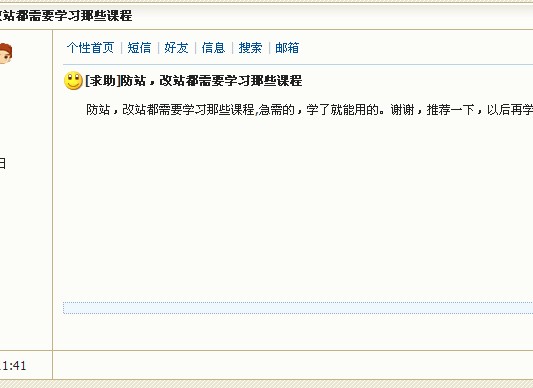 站都需要学习那些课程
个性首页 | 短信 | 好友 | 信息 | 搜索 | 邮箱
[求助]防站，改站都需要学习那些课程
防站，改站都需要学习那些课程,急需的，学了就能用的。谢谢，推荐一下，以后再学
1:41